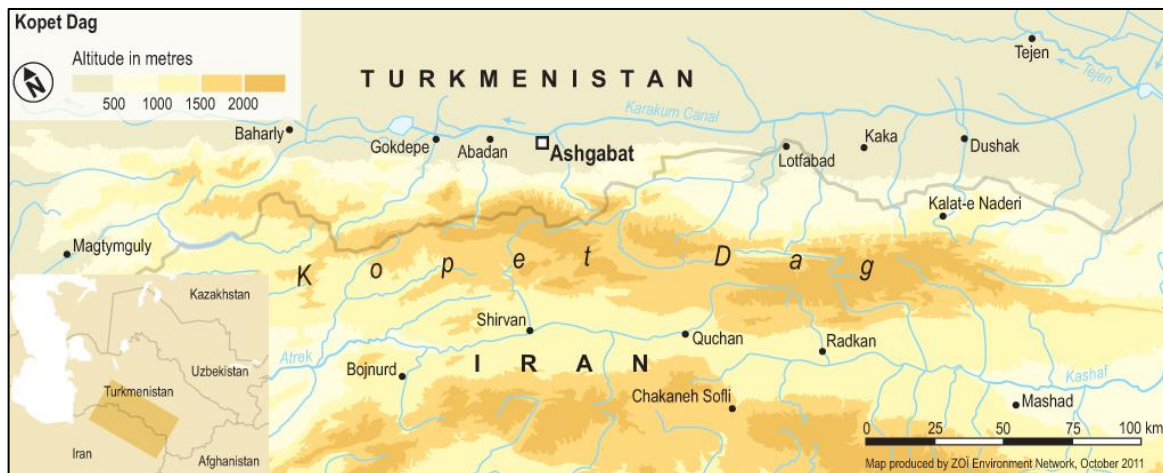 Kopet Dag
Altitude in metres
500 1000 1500 2000
TURKMENISTAN
Tejen
Tejen
Karakum Canal
Baharly
Gokdepe
Abadan
Ashgabat
Lotfabad
Kaka
Dushak
Kalat-e Naderi
Magtymguly
Kopet Dag
Shirvan
Quchan
Radkan
Atrek
Bojnurd
IRAN
Kashaf
Chakaneh Sofli
Mashad
Kazakhstan
Uzbekistan
Turkmenistan
Iran
Afghanistan
0 25 50 75 100 km
Map produced by ZOÏ Environment Network, October 2011